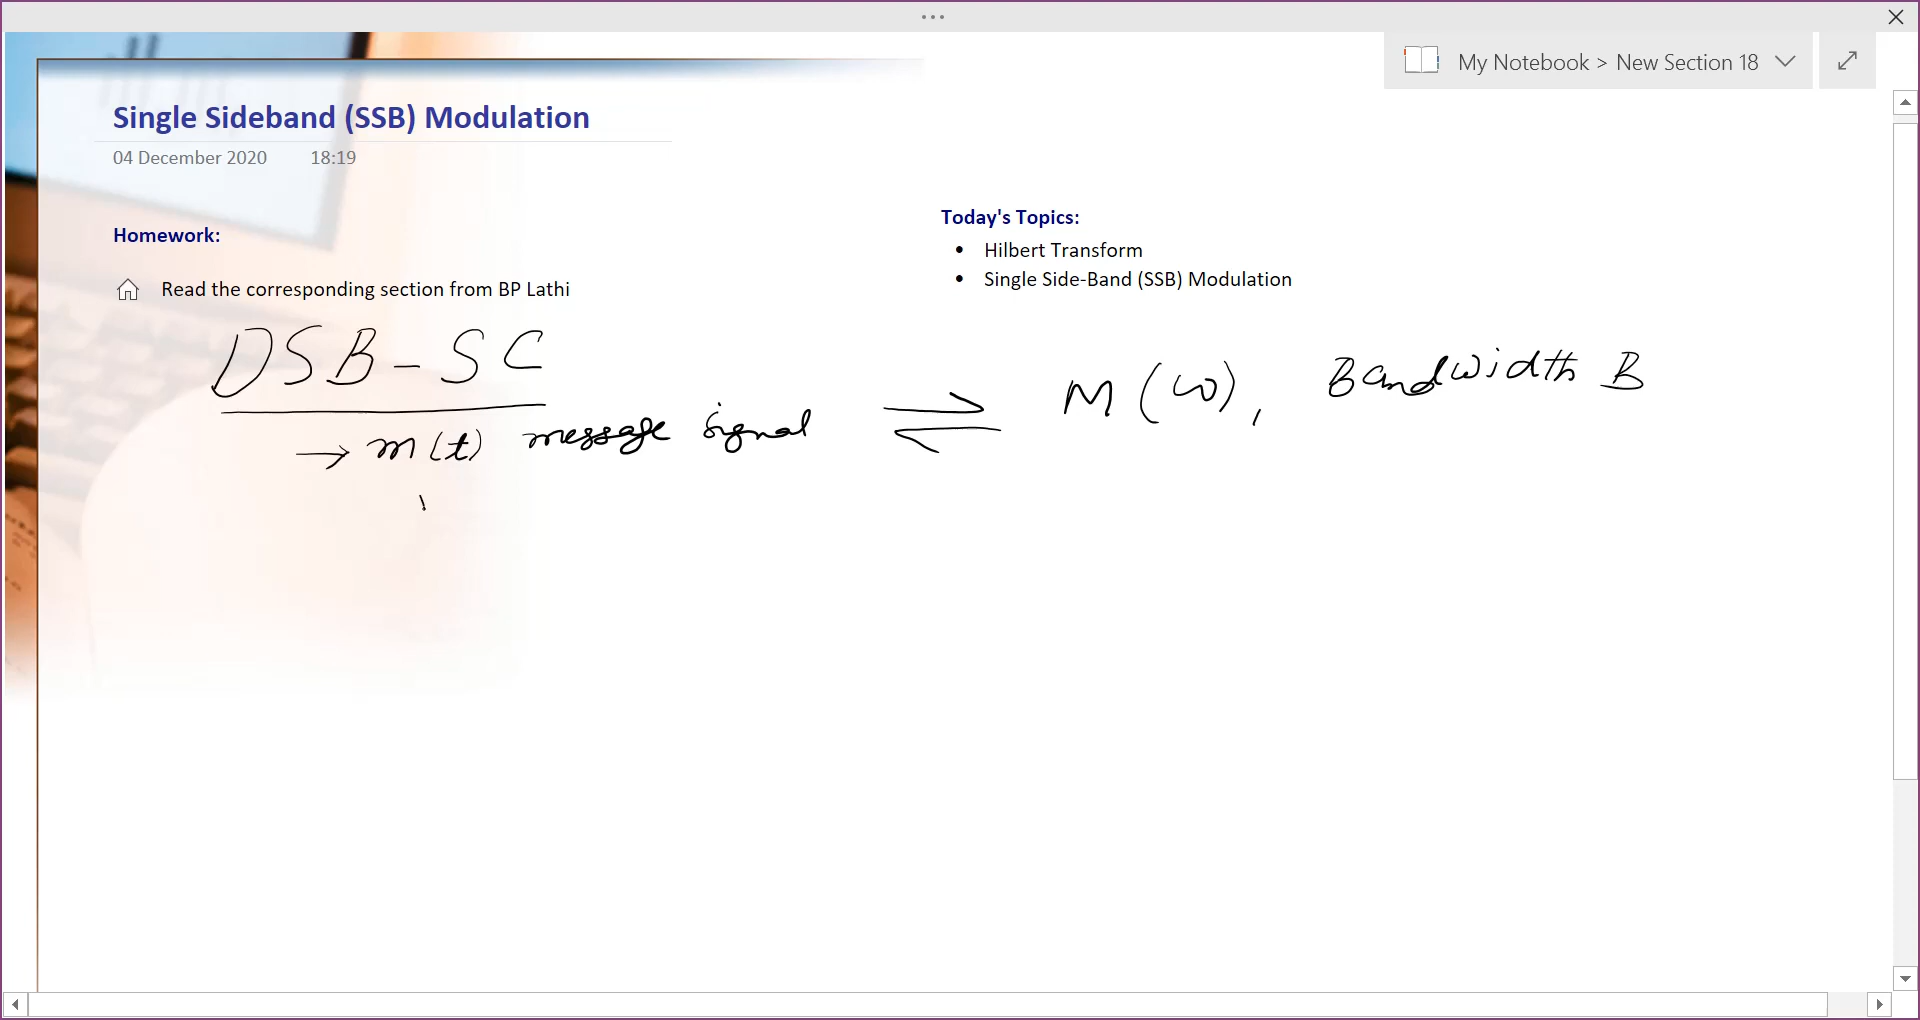 My Notebook > New Section 18
Single Sideband (SSB) Modulation
04 December 2020 18:19
Today's Topics:
• Hilbert Transform
• Single Side-Band (SSB) Modulation
Homework:
Read the corresponding section from BP Lathi
DSB-SC
→ m(t) message signal ⇌ M(ω), Bandwidth B